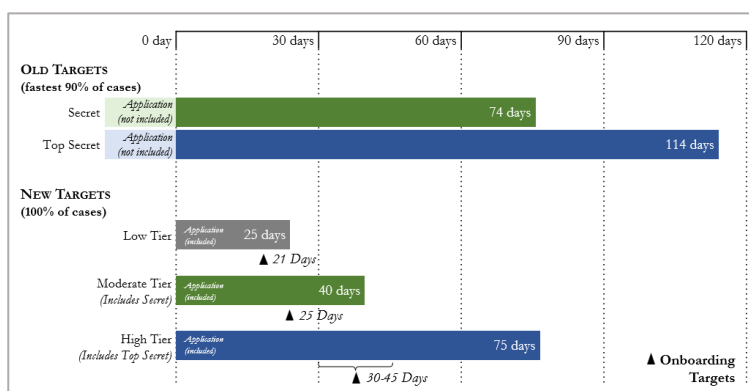 0 day 30 days 60 days 90 days 120 days
OLD TARGETS
(fastest 90% of cases)
Secret Application 74 days
(not included)
Top Secret Application 114 days
(not included)
NEW TARGETS
(100% of cases)
Low Tier Application 25 days
(included)
21 Days
Moderate Tier Application 40 days
(Includes Secret) (included)
25 Days
High Tier Application 75 days
(Includes Top Secret) (included)
30-45 Days
Onboarding
Targets